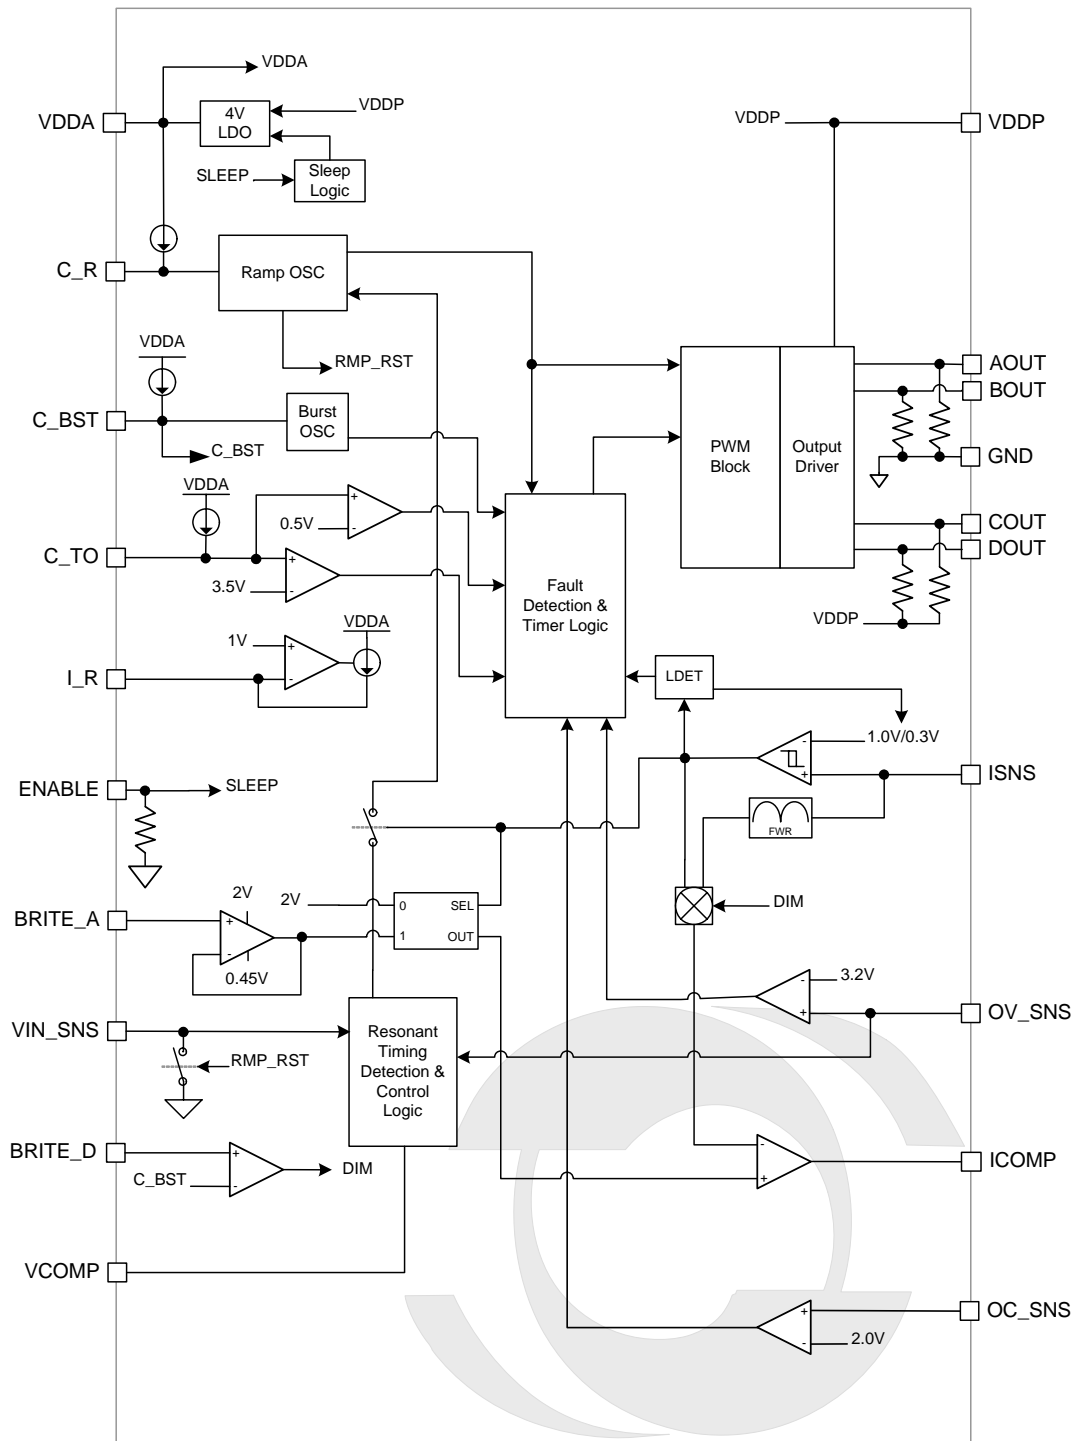 VDDA
VDDA
4V
LDO
VDDP
VDDP
VDDP
SLEEP
Sleep
Logic
C_R
Ramp OSC
VDDA
RMP_RST
AOUT
BOUT
C_BST
Burst
OSC
C_BST
PWM
Block
Output
Driver
GND
VDDA
+
0.5V
-
COUT
C_TO
+
3.5V
-
DOUT
Fault
Detection &
Timer Logic
VDDP
VDDA
1V
+
-
I_R
LDET
-
1.0V/0.3V
+
ISNS
ENABLE
SLEEP
FWR
2V
2V
0
SEL
DIM
BRITE_A
+
-
1
OUT
0.45V
-
3.2V
+
OV_SNS
VIN_SNS
Resonant
Timing
Detection &
Control
Logic
RMP_RST
BRITE_D
+
C_BST
-
DIM
-
+
ICOMP
VCOMP
+
OC_SNS
-
2.0V